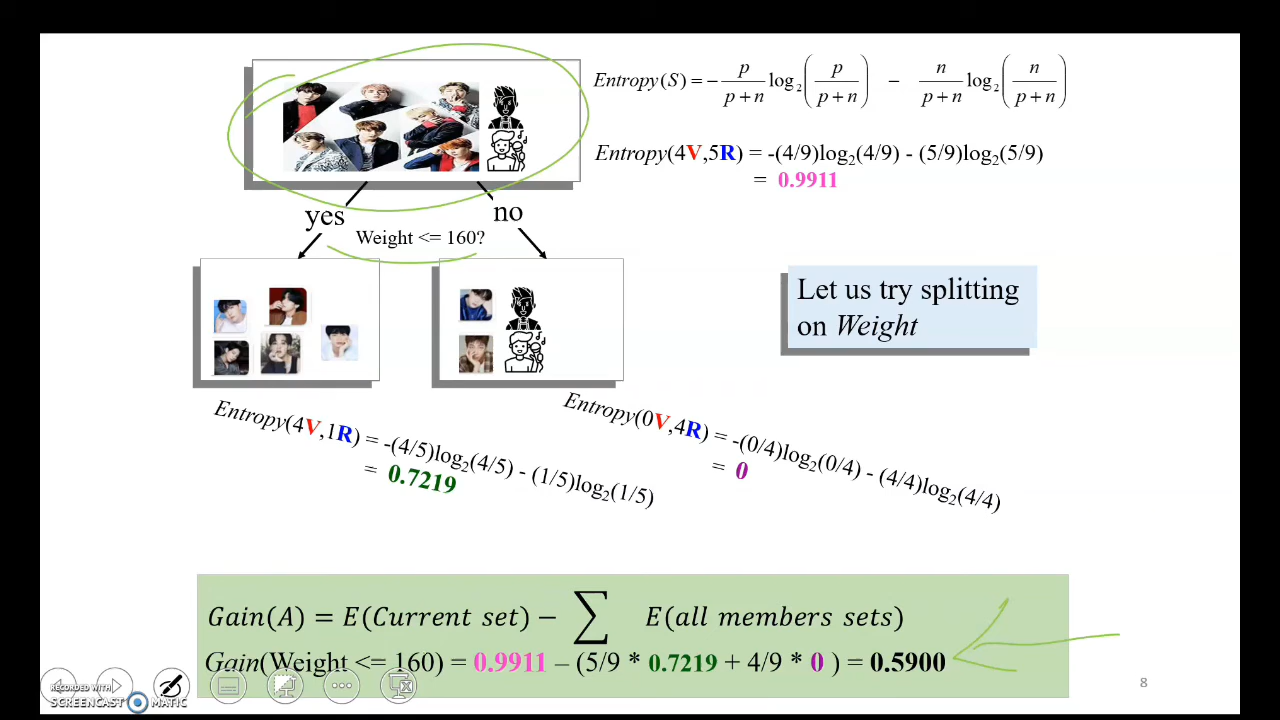 Entropy(S) = − p/(p+n) log₂(p/(p+n)) − n/(p+n) log₂(n/(p+n))
Entropy(4V,5R) = -(4/9)log₂(4/9) - (5/9)log₂(5/9)
= 0.9911
yes
no
Weight <= 160?
Let us try splitting
on Weight
Entropy(4V,1R) = -(4/5)log₂(4/5) - (1/5)log₂(1/5)
= 0.7219
Entropy(0V,4R) = -(0/4)log₂(0/4) - (4/4)log₂(4/4)
= 0
Gain(A) = E(Current set) − ∑ E(all members sets)
Gain(Weight <= 160) = 0.9911 – (5/9 * 0.7219 + 4/9 * 0 ) = 0.5900
RECORDED WITH
SCREENCAST MATIC
8